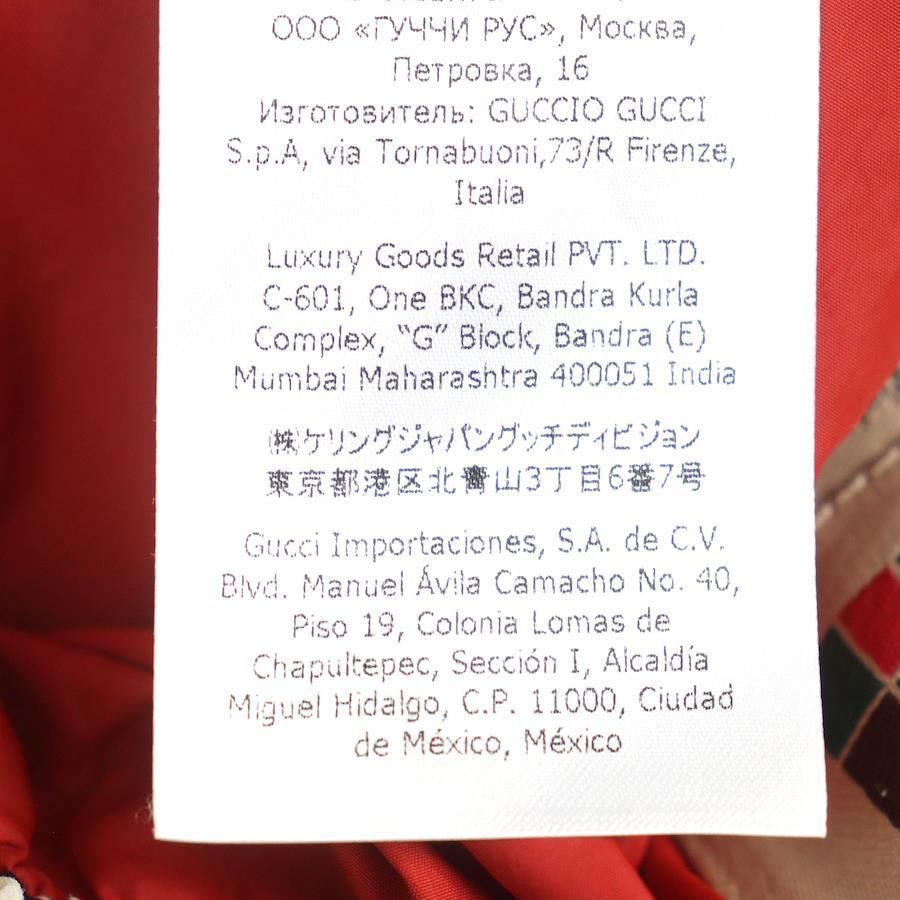 ООО «ГУЧЧИ РУС», Москва,
Петровка, 16
Изготовитель: GUCCIO GUCCI
S.p.A, via Tornabuoni,73/R Firenze,
Italia
Luxury Goods Retail PVT. LTD.
C-601, One BKC, Bandra Kurla
Complex, “G” Block, Bandra (E)
Mumbai Maharashtra 400051 India
㈱ケリングジャパングッチディビジョン
東京都港区北青山3丁目6番7号
Gucci Importaciones, S.A. de C.V.
Blvd. Manuel Ávila Camacho No. 40,
Piso 19, Colonia Lomas de
Chapultepec, Sección I, Alcaldía
Miguel Hidalgo, C.P. 11000, Ciudad
de México, México